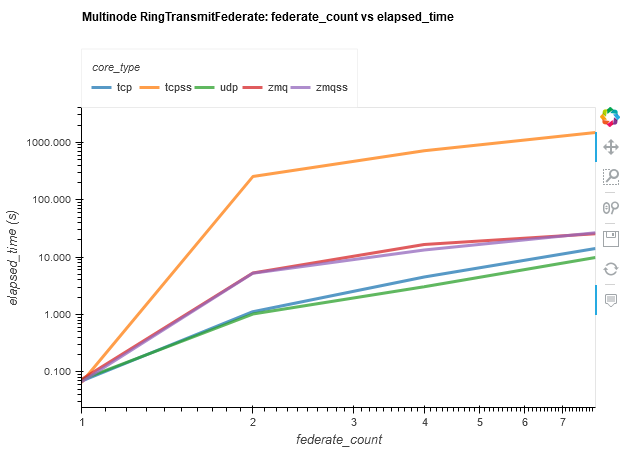 Multinode RingTransmitFederate: federate_count vs elapsed_time
core_type
tcp tcpss udp zmq zmqss
elapsed_time (s)
1000.000
100.000
10.000
1.000
0.100
1 2 3 4 5 6 7
federate_count